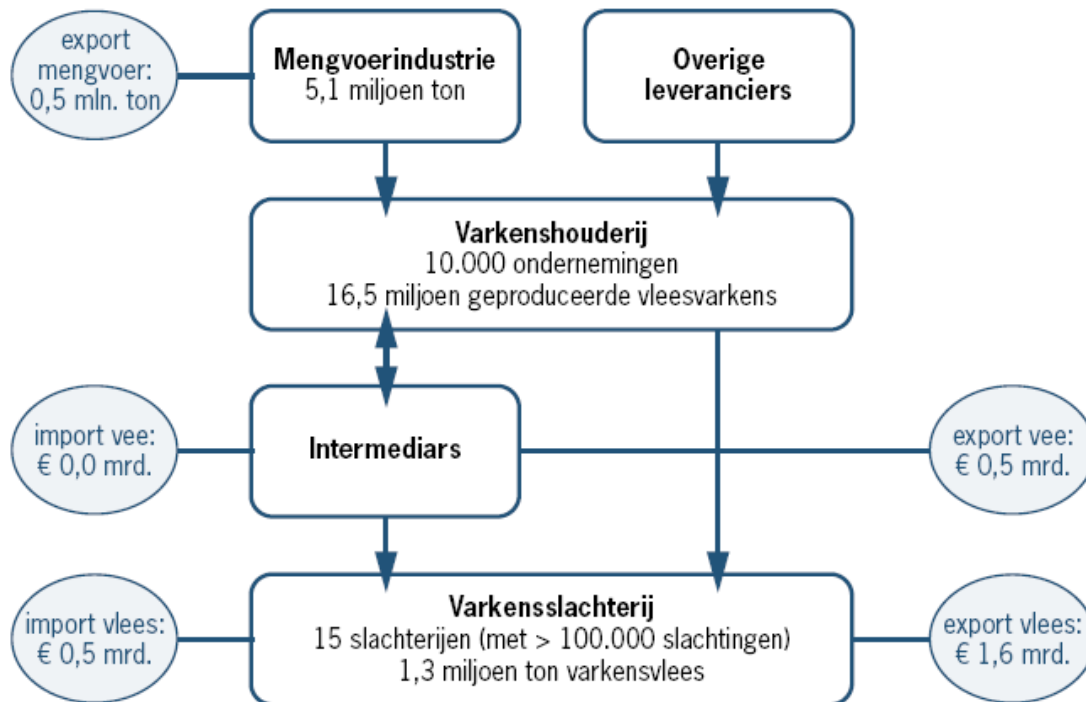 export
mengvoer:
0,5 mln. ton
Mengvoerindustrie
5,1 miljoen ton
Overige
leveranciers
Varkenshouderij
10.000 ondernemingen
16,5 miljoen geproduceerde vleesvarkens
import vee:
€ 0,0 mrd.
Intermediars
export vee:
€ 0,5 mrd.
import vlees:
€ 0,5 mrd.
Varkensslachterij
15 slachterijen (met > 100.000 slachtingen)
1,3 miljoen ton varkensvlees
export vlees:
€ 1,6 mrd.